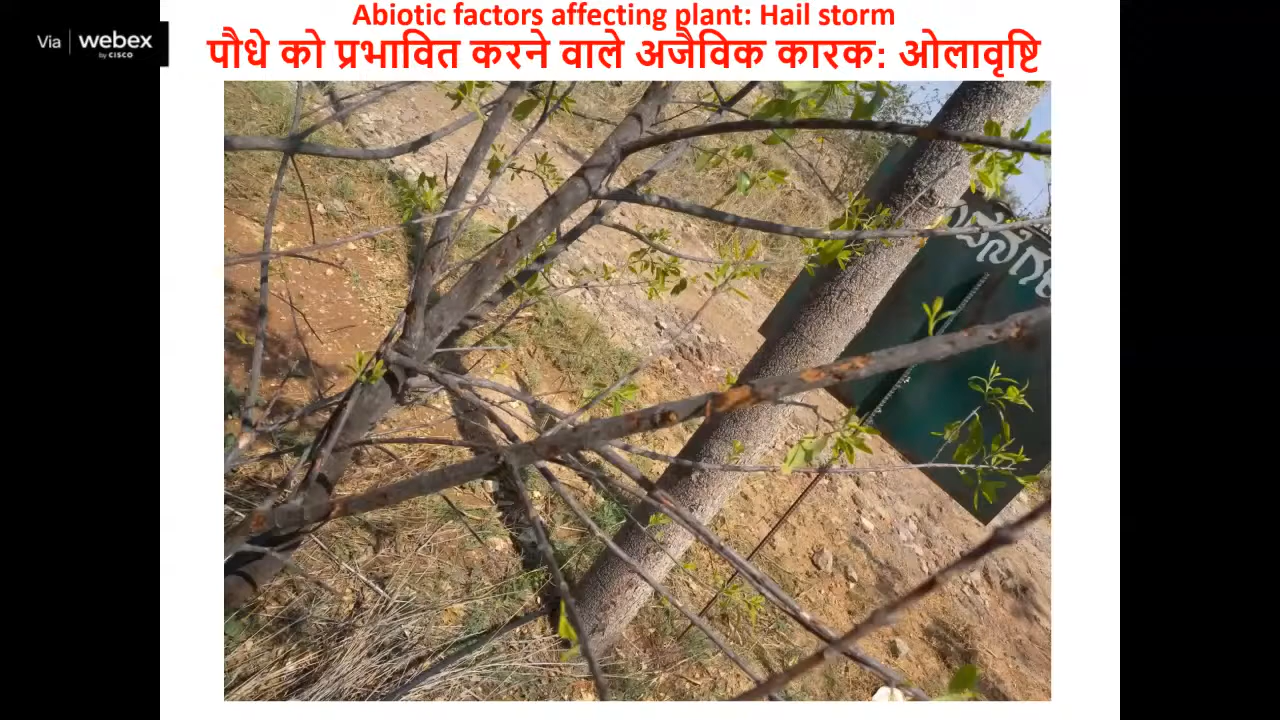 Via webex
by CISCO
Abiotic factors affecting plant: Hail storm
पौधे को प्रभावित करने वाले अजैविक कारक: ओलावृष्टि